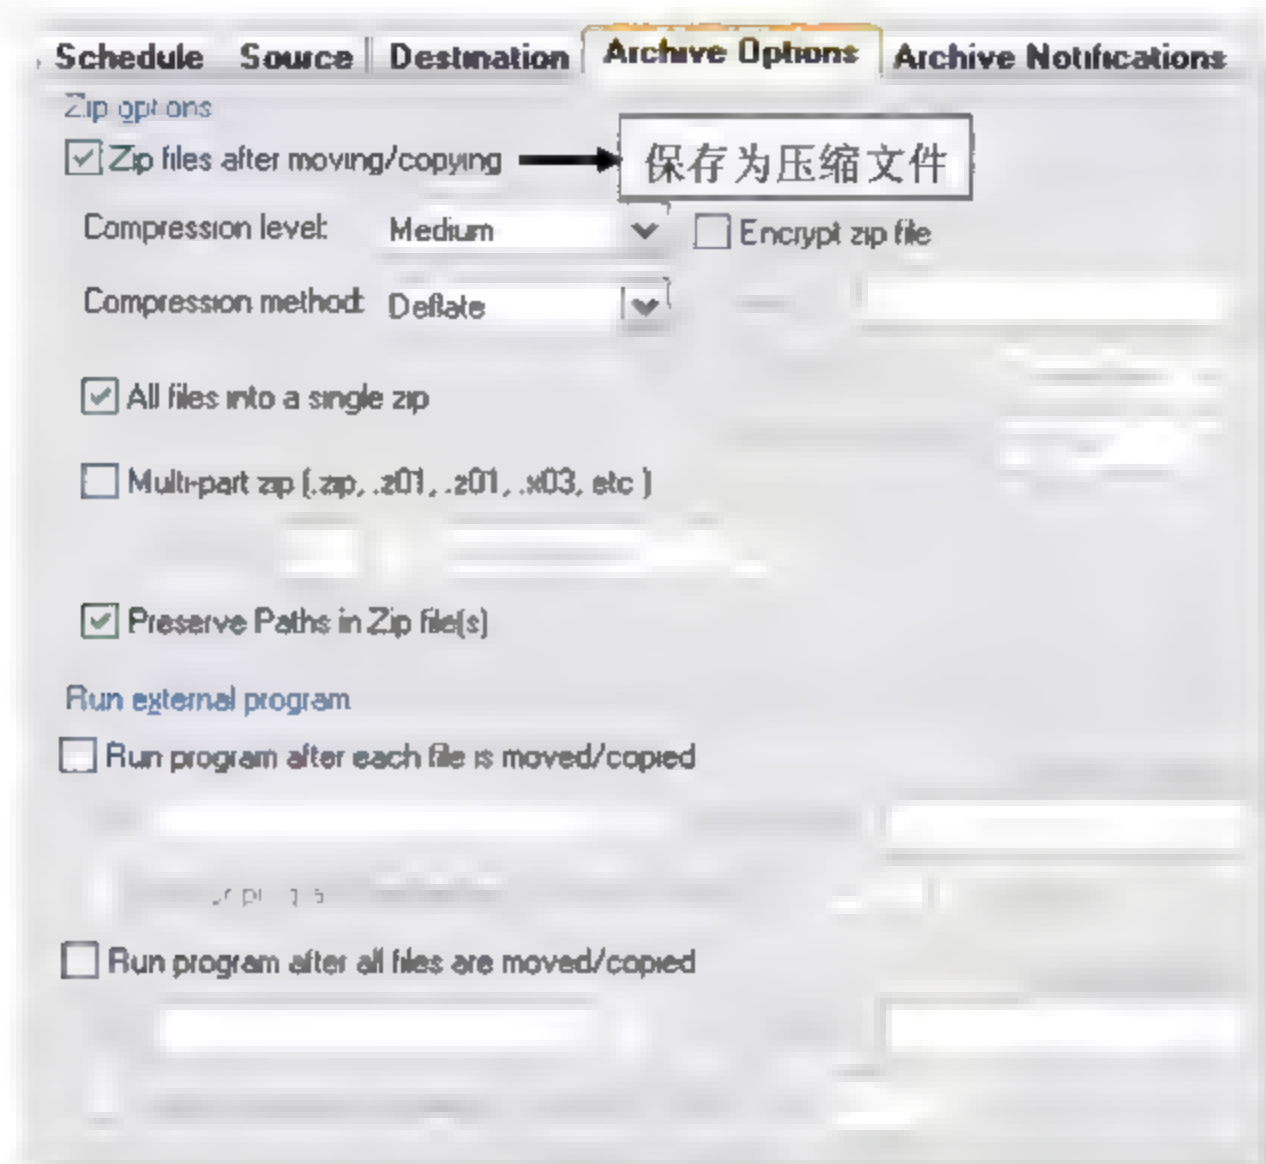 Schedule Source Destination Archive Options Archive Notifications
Zip options
Zip files after moving/copying 保存为压缩文件
Compression level: Medium Encrypt zip file
Compression method: Deflate
All files into a single zip
Multi-part zip (.zip, .z01, .z01, .x03, etc )
Preserve Paths in Zip file(s)
Run external program
Run program after each file is moved/copied
Run program after all files are moved/copied